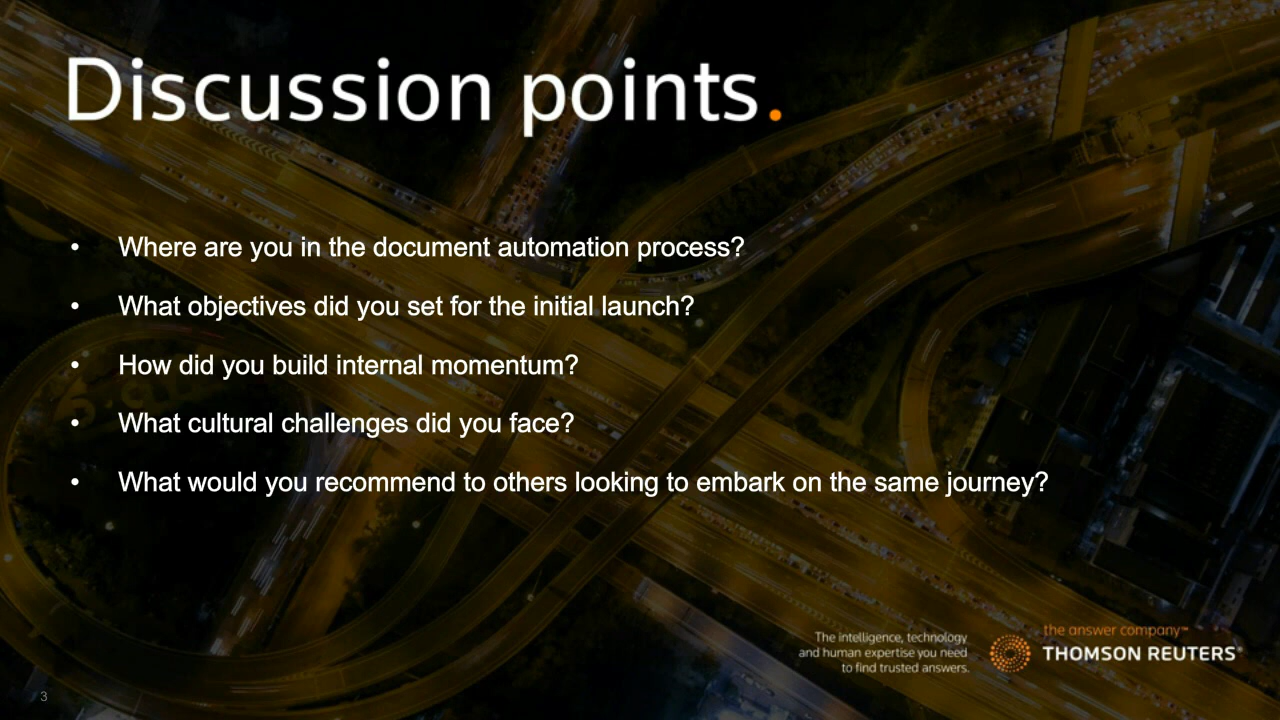 Discussion points.
• Where are you in the document automation process?
• What objectives did you set for the initial launch?
• How did you build internal momentum?
• What cultural challenges did you face?
• What would you recommend to others looking to embark on the same journey?
The intelligence, technology
and human expertise you need
to find trusted answers.
the answer company™
THOMSON REUTERS®
3